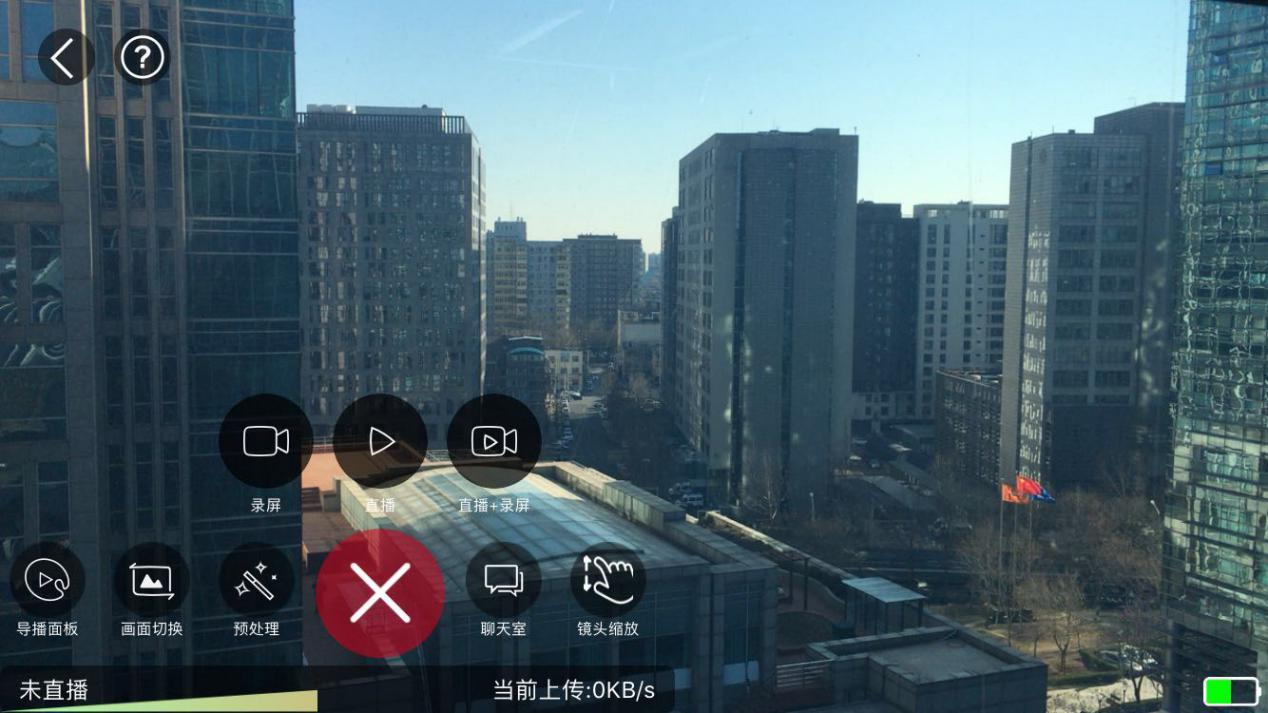 ?
录屏
直播
直播+录屏
导播面板
画面切换
预处理
聊天室
镜头缩放
未直播
当前上传:0KB/s